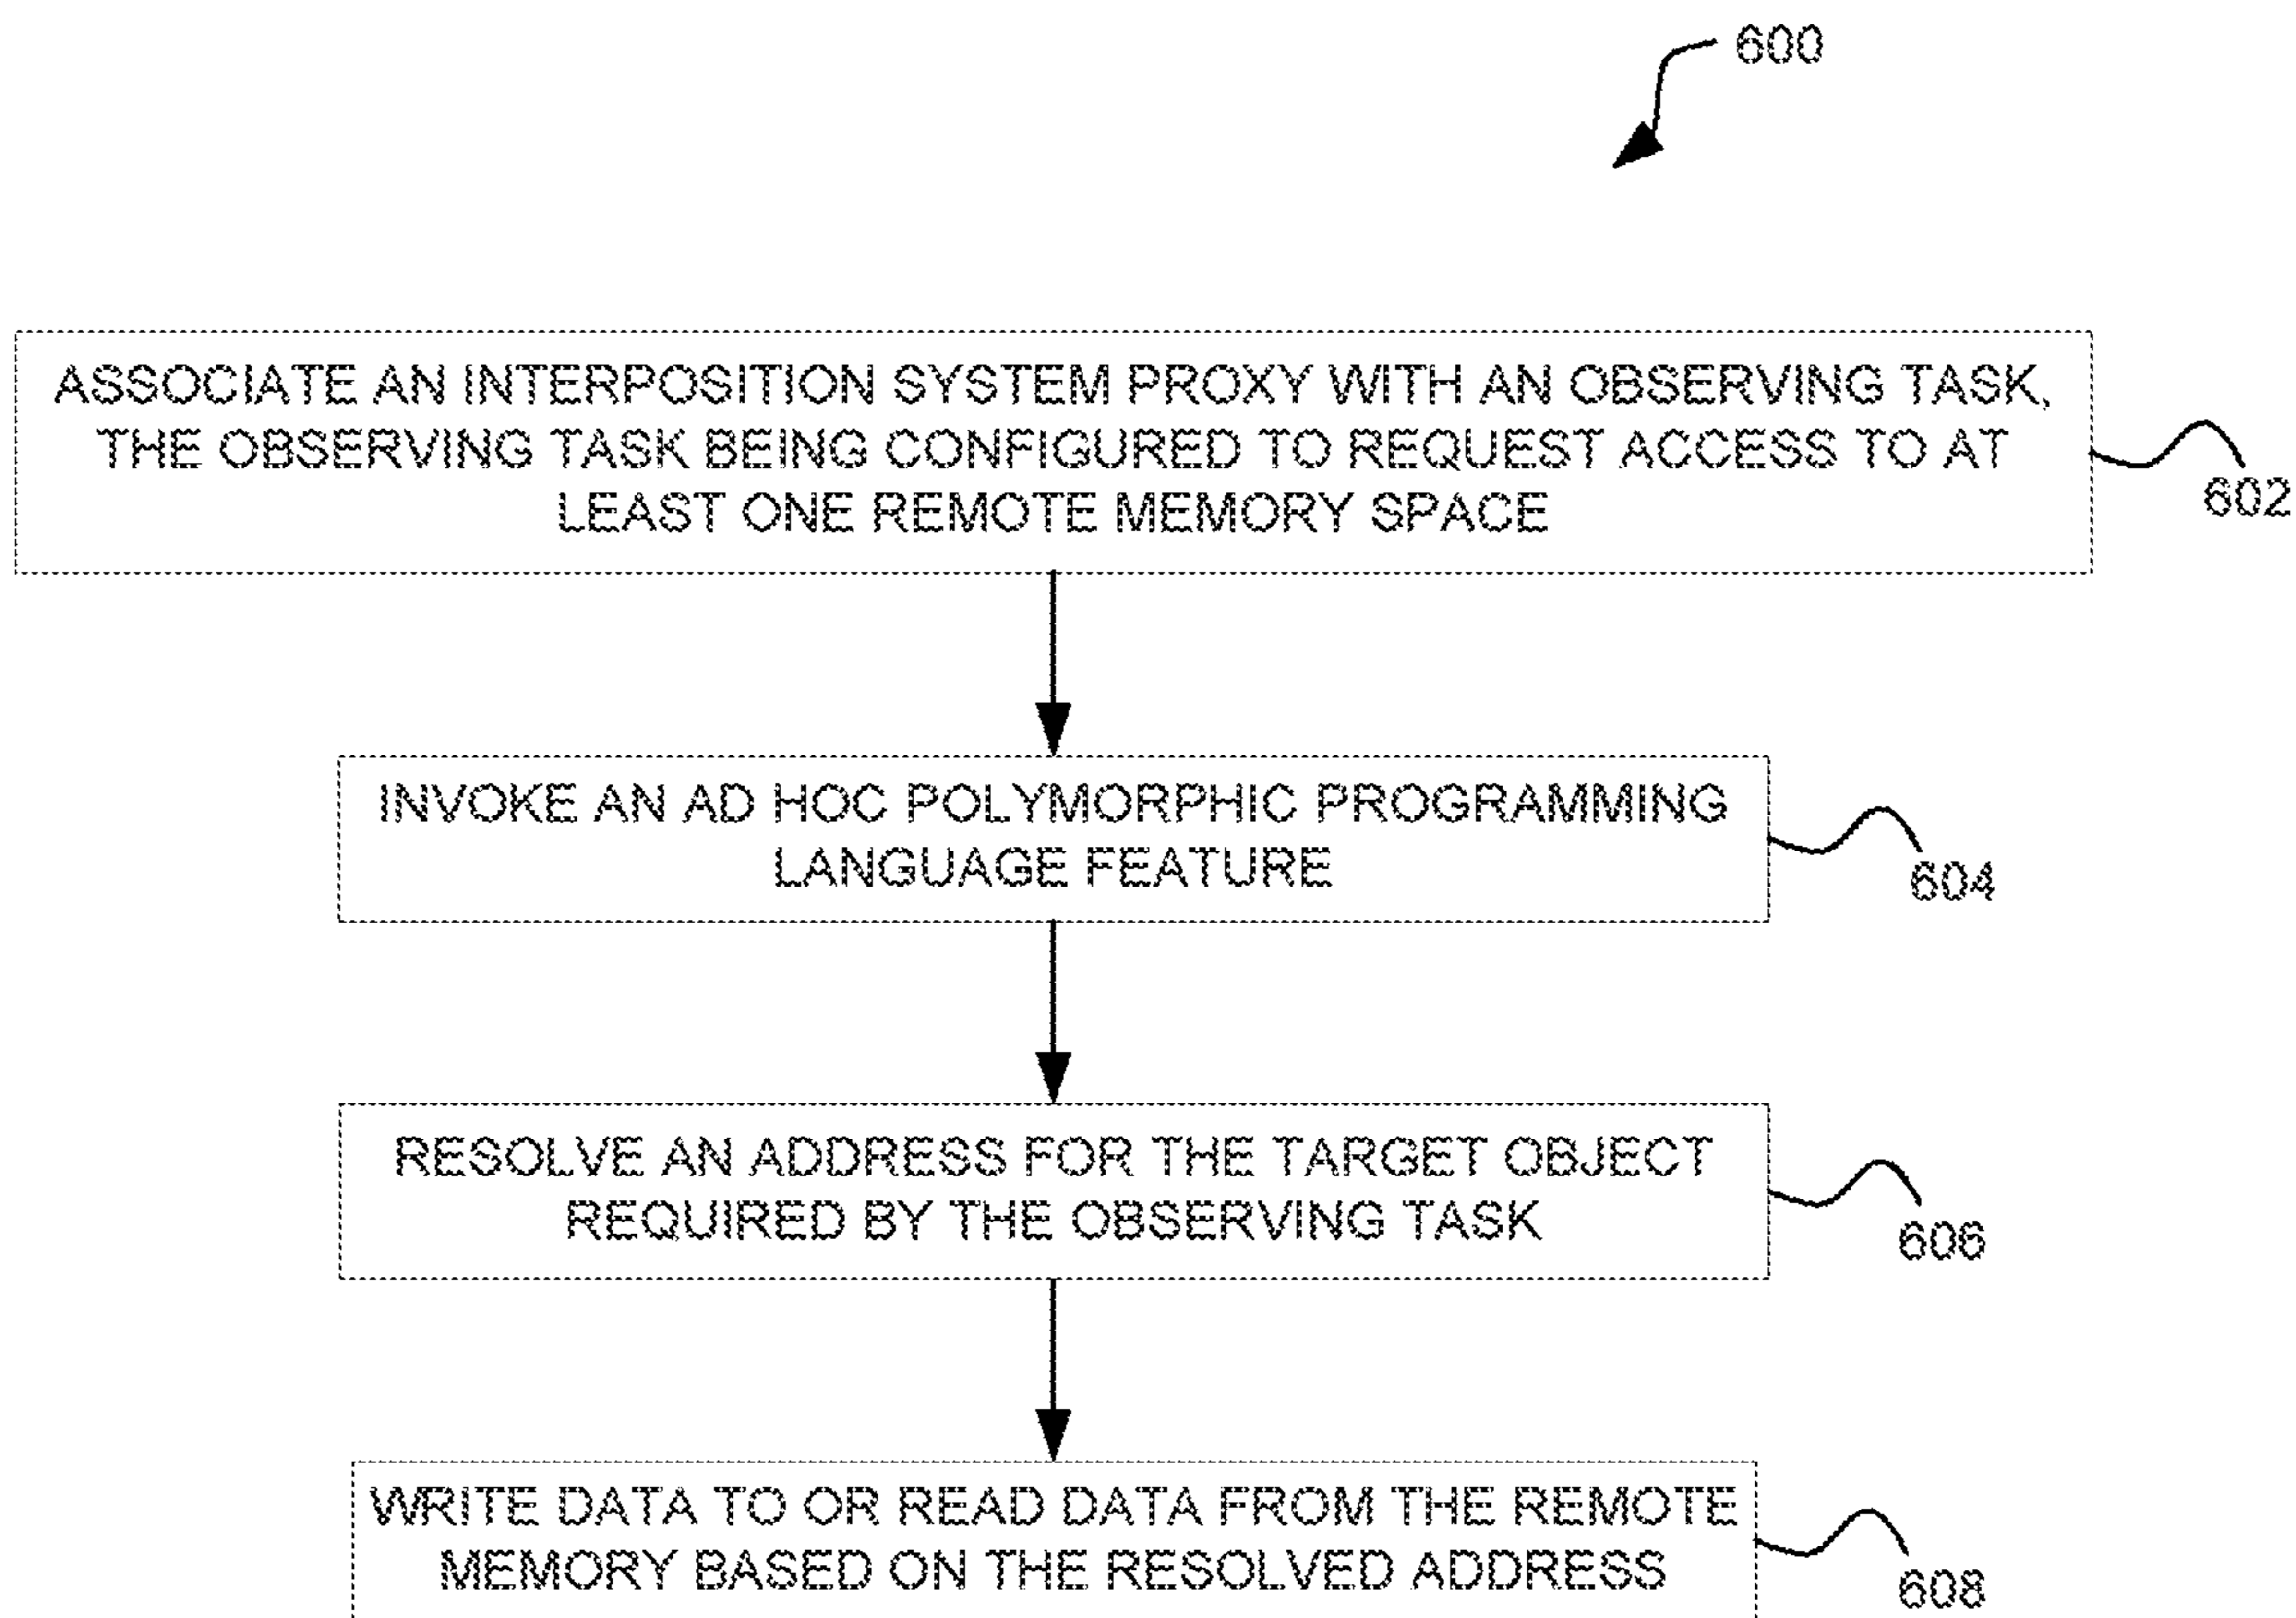 600
ASSOCIATE AN INTERPOSITION SYSTEM PROXY WITH AN OBSERVING TASK,
THE OBSERVING TASK BEING CONFIGURED TO REQUEST ACCESS TO AT
LEAST ONE REMOTE MEMORY SPACE
602
INVOKE AN AD HOC POLYMORPHIC PROGRAMMING
LANGUAGE FEATURE
604
RESOLVE AN ADDRESS FOR THE TARGET OBJECT
REQUIRED BY THE OBSERVING TASK
606
WRITE DATA TO OR READ DATA FROM THE REMOTE
MEMORY BASED ON THE RESOLVED ADDRESS
608